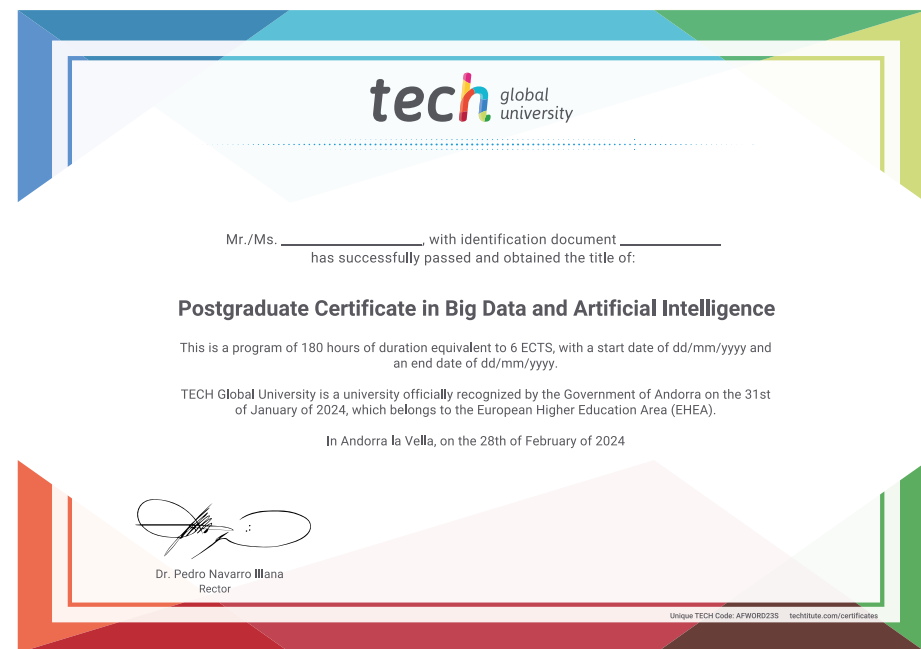 tech global university
Mr./Ms. ____________________, with identification document ______________
has successfully passed and obtained the title of:
Postgraduate Certificate in Big Data and Artificial Intelligence
This is a program of 180 hours of duration equivalent to 6 ECTS, with a start date of dd/mm/yyyy and
an end date of dd/mm/yyyy.
TECH Global University is a university officially recognized by the Government of Andorra on the 31st
of January of 2024, which belongs to the European Higher Education Area (EHEA).
In Andorra la Vella, on the 28th of February of 2024
Dr. Pedro Navarro Illana
Rector
Unique TECH Code: AFWORD23S techtitute.com/certificates